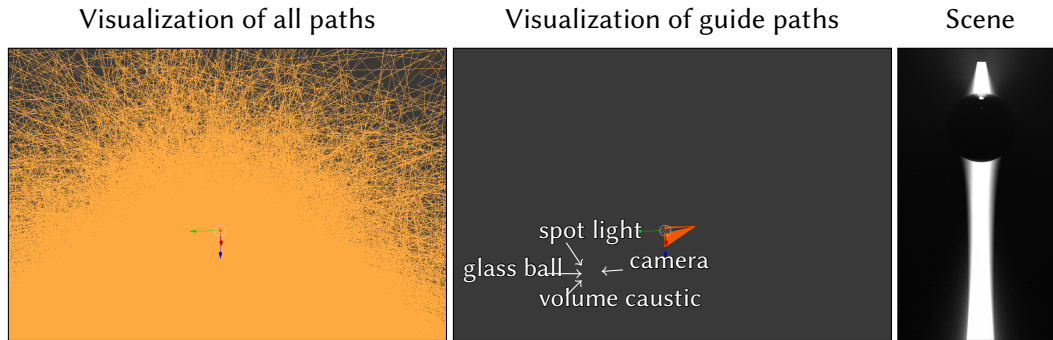 Visualization of all paths
Visualization of guide paths
Scene
spot light
glass ball
camera
volume caustic